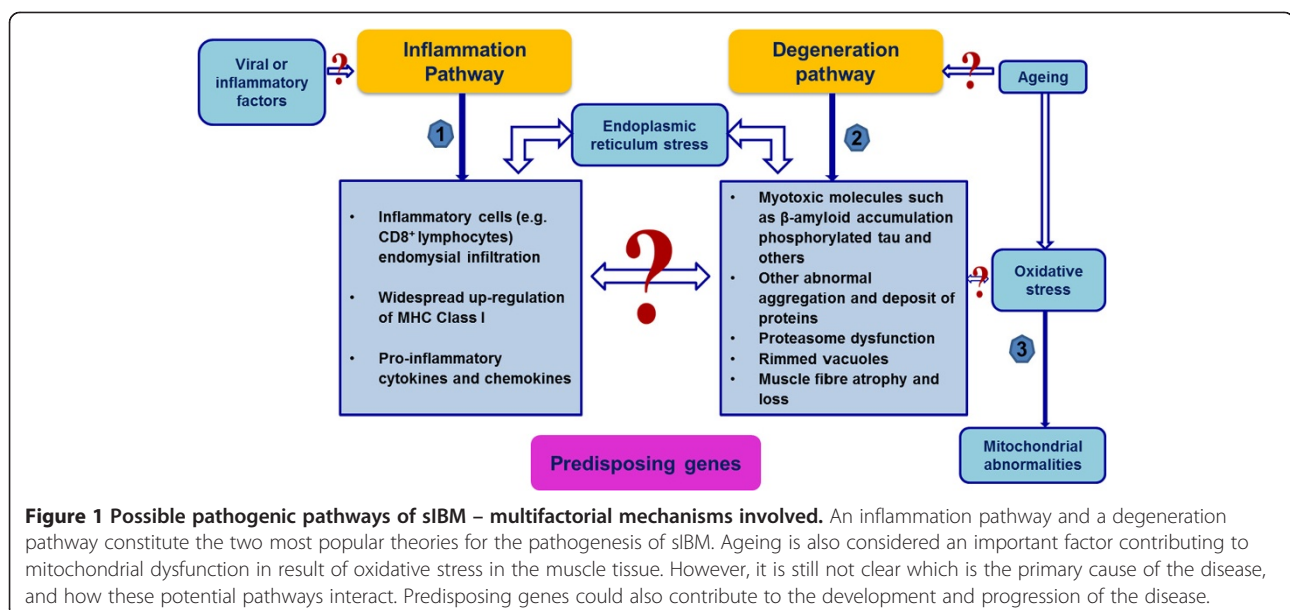 Viral or
inflammatory
factors
?
Inflammation
Pathway
Degeneration
pathway
?
Ageing
1
Endoplasmic
reticulum stress
2
• Inflammatory cells (e.g.
CD8⁺ lymphocytes)
endomysial infiltration
• Widespread up-regulation
of MHC Class I
• Pro-inflammatory
cytokines and chemokines
?
• Myotoxic molecules such
as β-amyloid accumulation
phosphorylated tau and
others
• Other abnormal
aggregation and deposit of
proteins
• Proteasome dysfunction
• Rimmed vacuoles
• Muscle fibre atrophy and
loss
?
Oxidative
stress
3
Mitochondrial
abnormalities
Predisposing genes
Figure 1 Possible pathogenic pathways of sIBM – multifactorial mechanisms involved. An inflammation pathway and a degeneration
pathway constitute the two most popular theories for the pathogenesis of sIBM. Ageing is also considered an important factor contributing to
mitochondrial dysfunction in result of oxidative stress in the muscle tissue. However, it is still not clear which is the primary cause of the disease,
and how these potential pathways interact. Predisposing genes could also contribute to the development and progression of the disease.